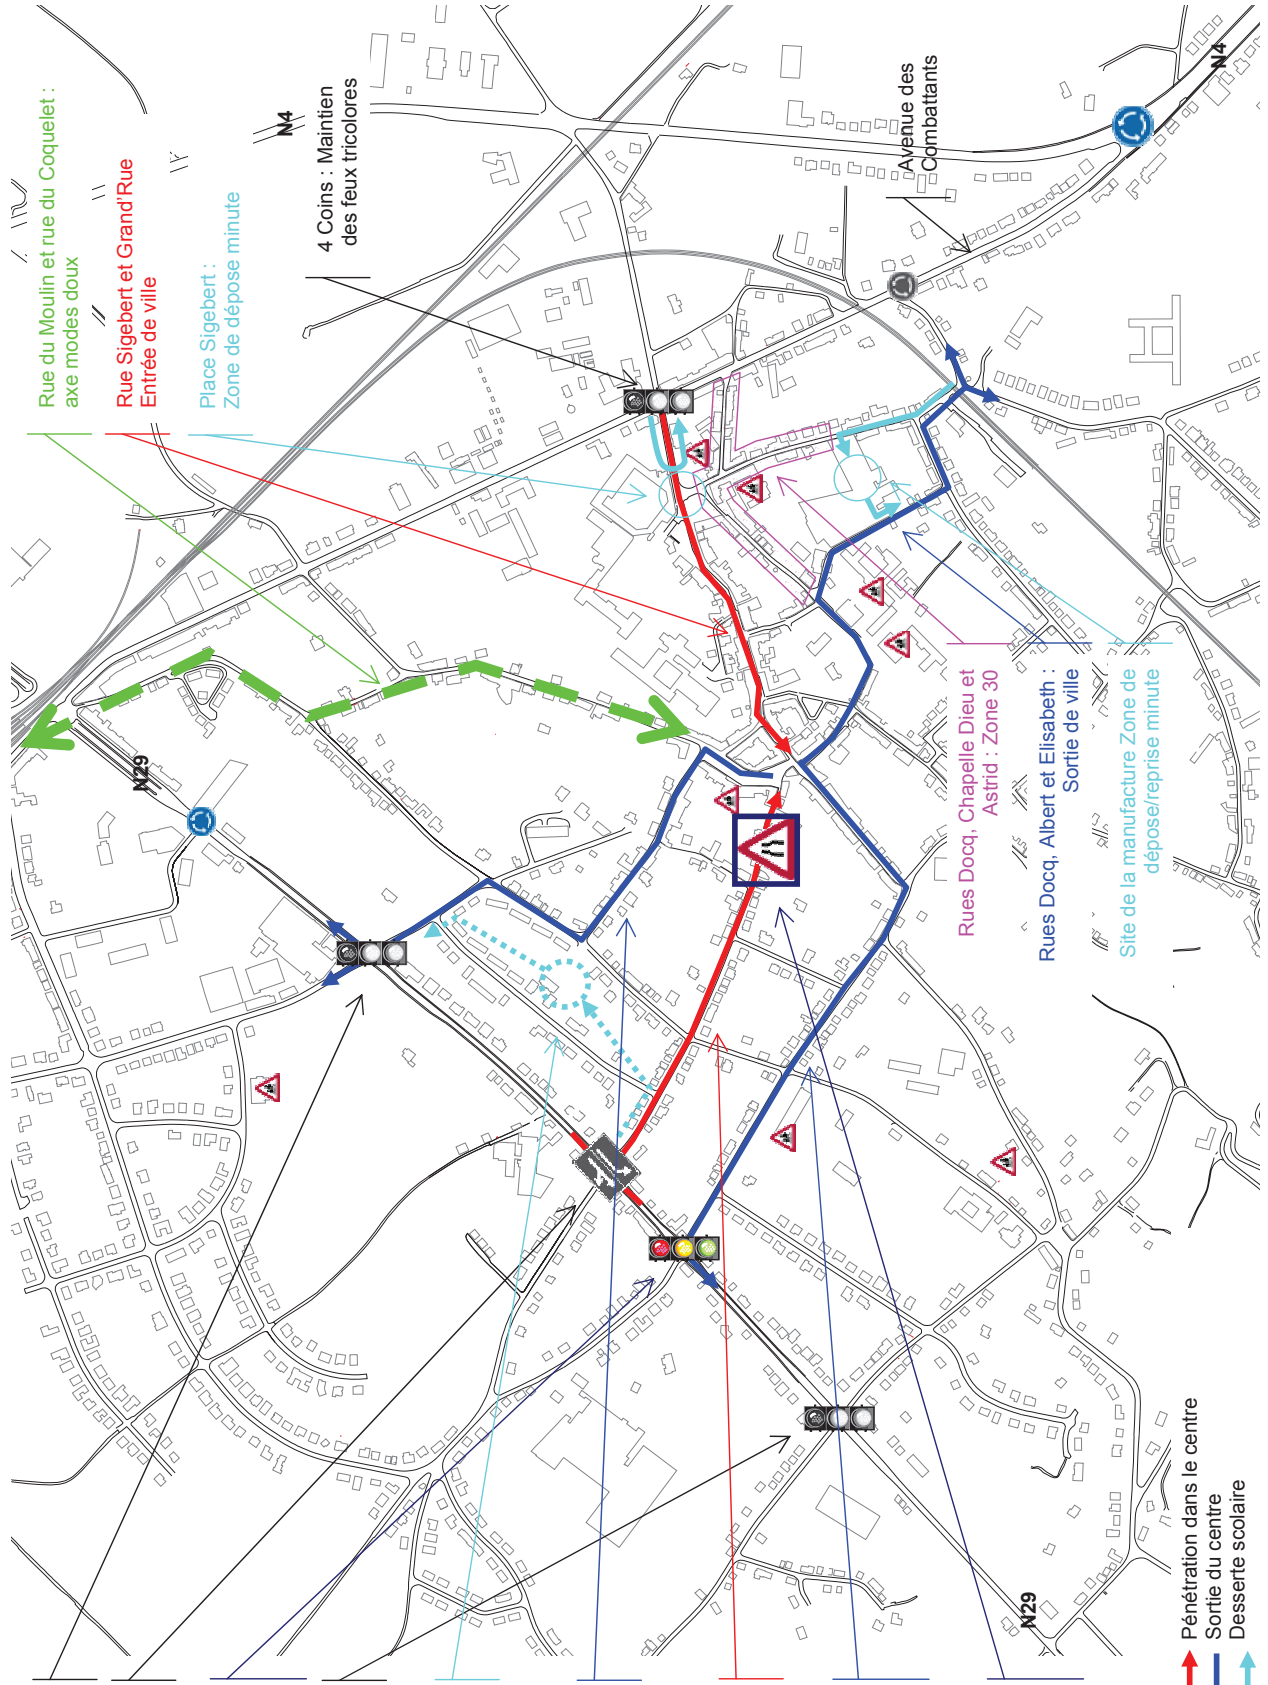 Rue du Moulin et rue du Coquelet :
axe modes doux
Rue Sigebert et Grand'Rue
Entrée de ville
Place Sigebert :
Zone de dépose minute
N4
4 Coins : Maintien
des feux tricolores
Avenue des
Combattants
N4
N29
Rues Docq, Chapelle Dieu et
Astrid : Zone 30
Rues Docq, Albert et Elisabeth :
Sortie de ville
Site de la manufacture Zone de
dépose/reprise minute
N29
Pénétration dans le centre
Sortie du centre
Desserte scolaire